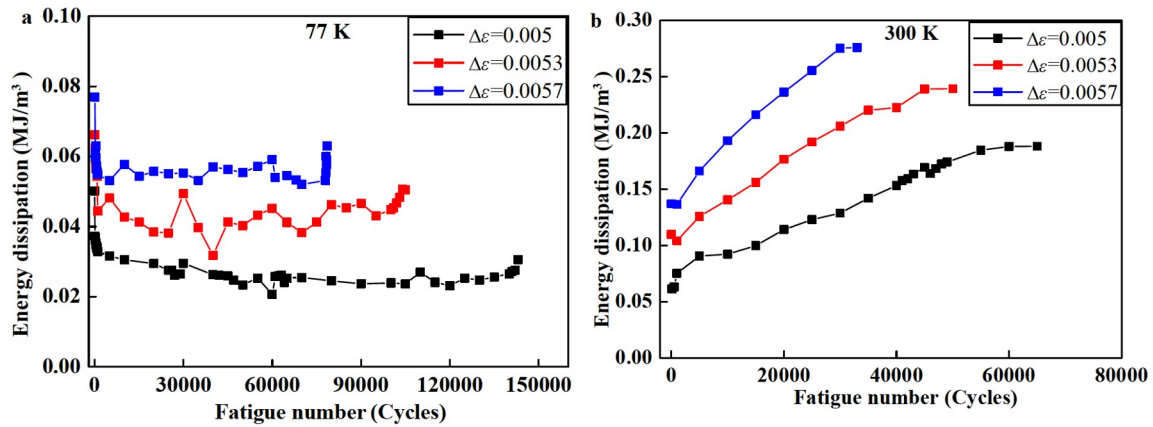 a
77 K
Δε=0.005
Δε=0.0053
Δε=0.0057
Energy dissipation (MJ/m³)
0.10
0.08
0.06
0.04
0.02
0.00
0 30000 60000 90000 120000 150000
Fatigue number (Cycles)
b
300 K
Δε=0.005
Δε=0.0053
Δε=0.0057
Energy dissipation (MJ/m³)
0.30
0.25
0.20
0.15
0.10
0.05
0.00
0 20000 40000 60000 80000
Fatigue number (Cycles)